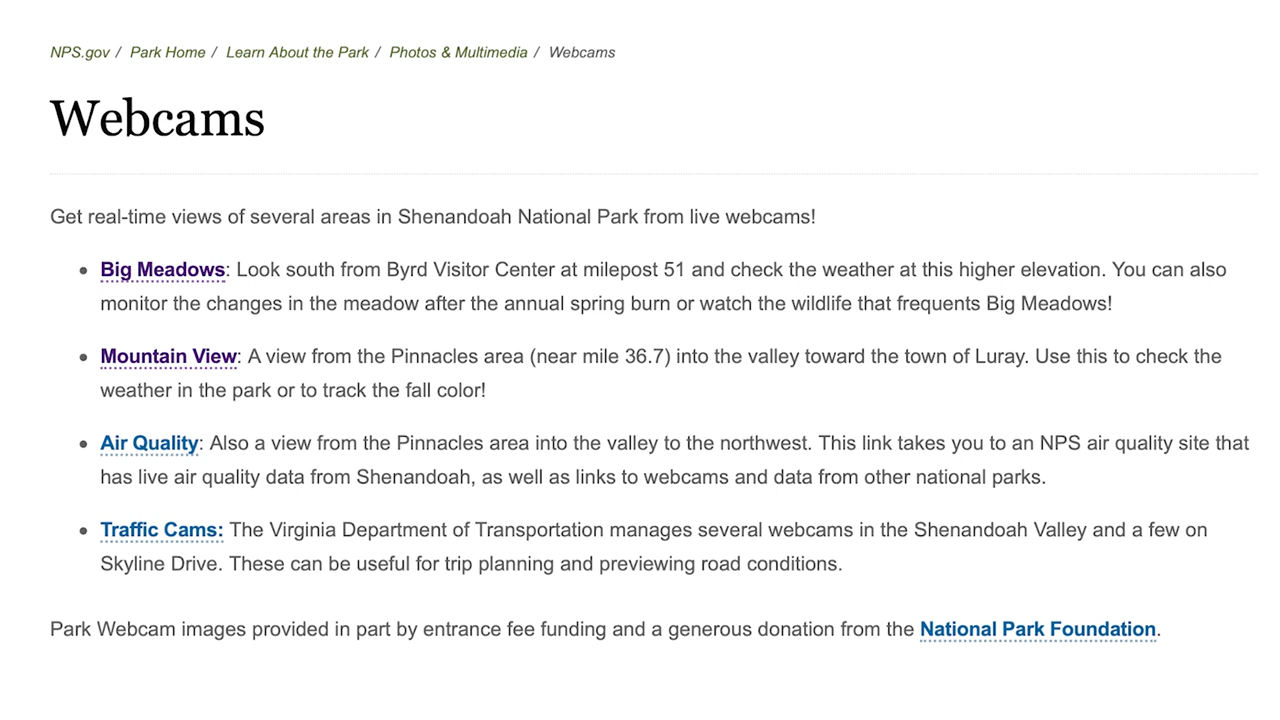 NPS.gov / Park Home / Learn About the Park / Photos & Multimedia / Webcams
Webcams
Get real-time views of several areas in Shenandoah National Park from live webcams!
• Big Meadows: Look south from Byrd Visitor Center at milepost 51 and check the weather at this higher elevation. You can also
monitor the changes in the meadow after the annual spring burn or watch the wildlife that frequents Big Meadows!
• Mountain View: A view from the Pinnacles area (near mile 36.7) into the valley toward the town of Luray. Use this to check the
weather in the park or to track the fall color!
• Air Quality: Also a view from the Pinnacles area into the valley to the northwest. This link takes you to an NPS air quality site that
has live air quality data from Shenandoah, as well as links to webcams and data from other national parks.
• Traffic Cams: The Virginia Department of Transportation manages several webcams in the Shenandoah Valley and a few on
Skyline Drive. These can be useful for trip planning and previewing road conditions.
Park Webcam images provided in part by entrance fee funding and a generous donation from the National Park Foundation.